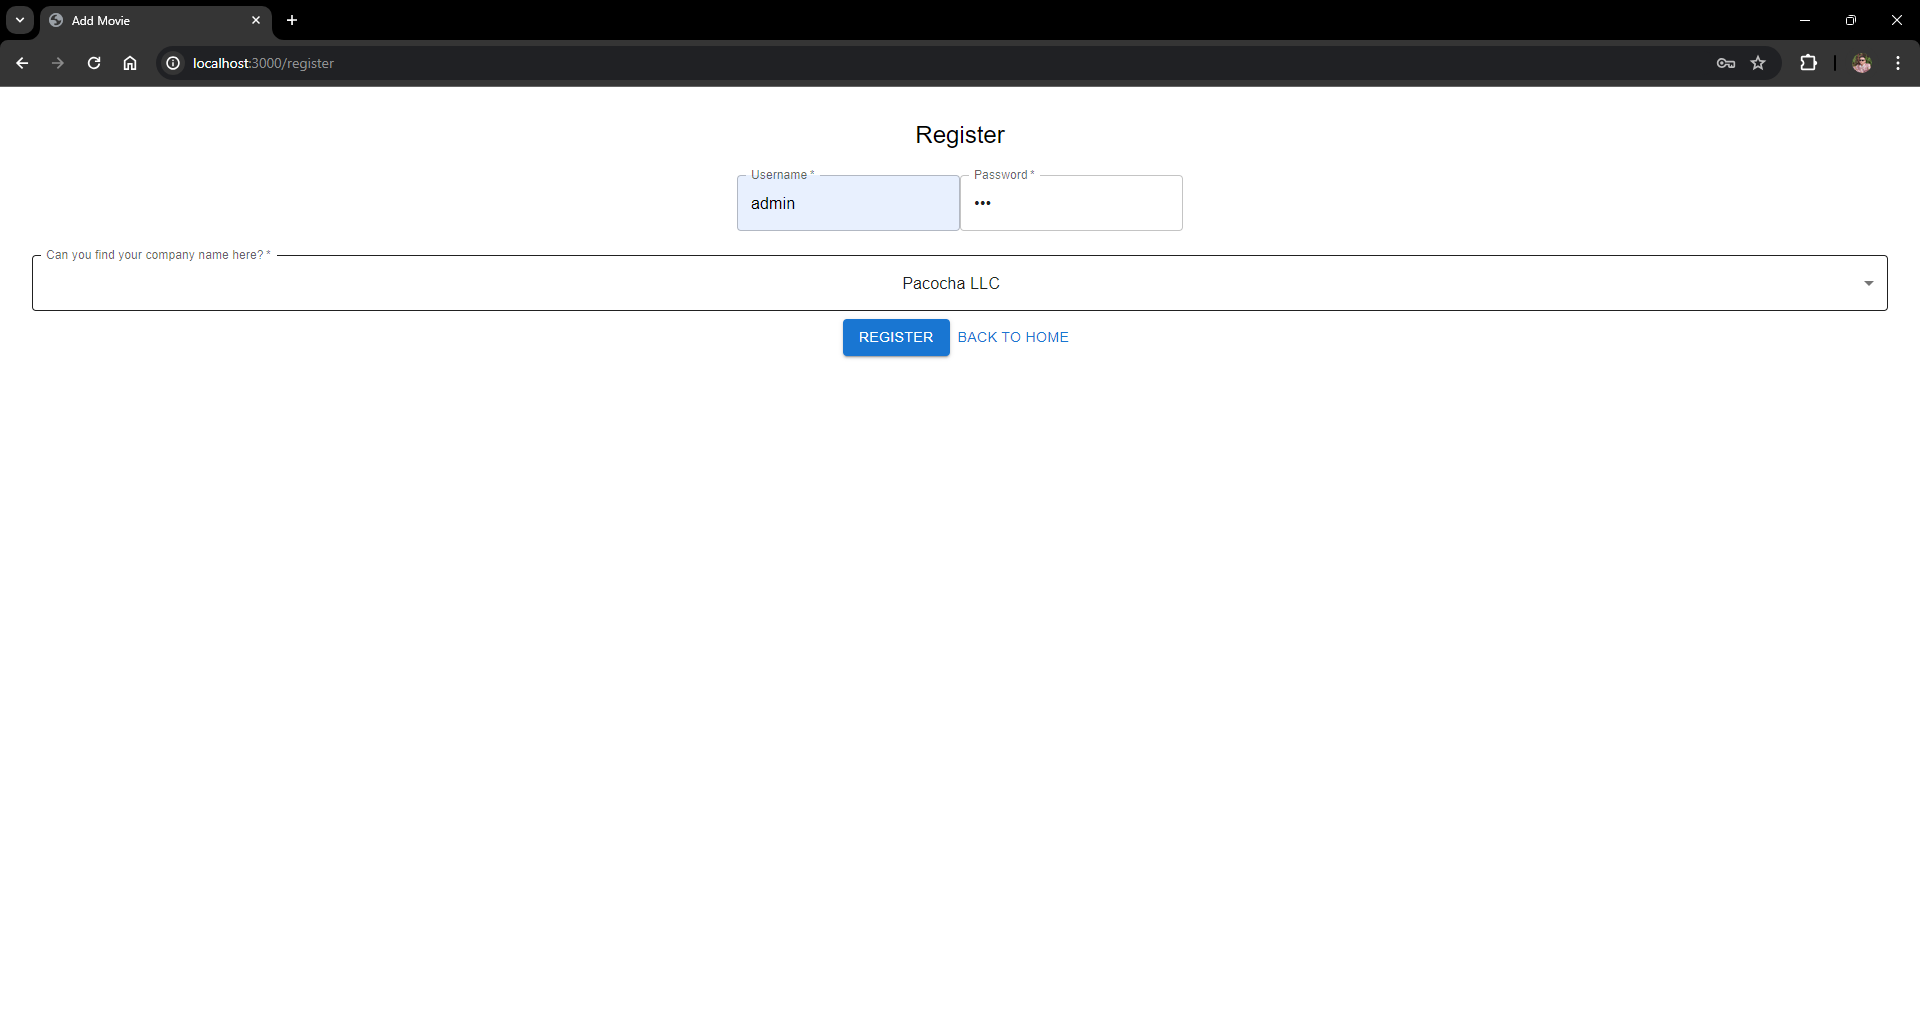 Add Movie
localhost:3000/register
Register
Username * Password *
admin •••
Can you find your company name here? *
Pacocha LLC
REGISTER BACK TO HOME